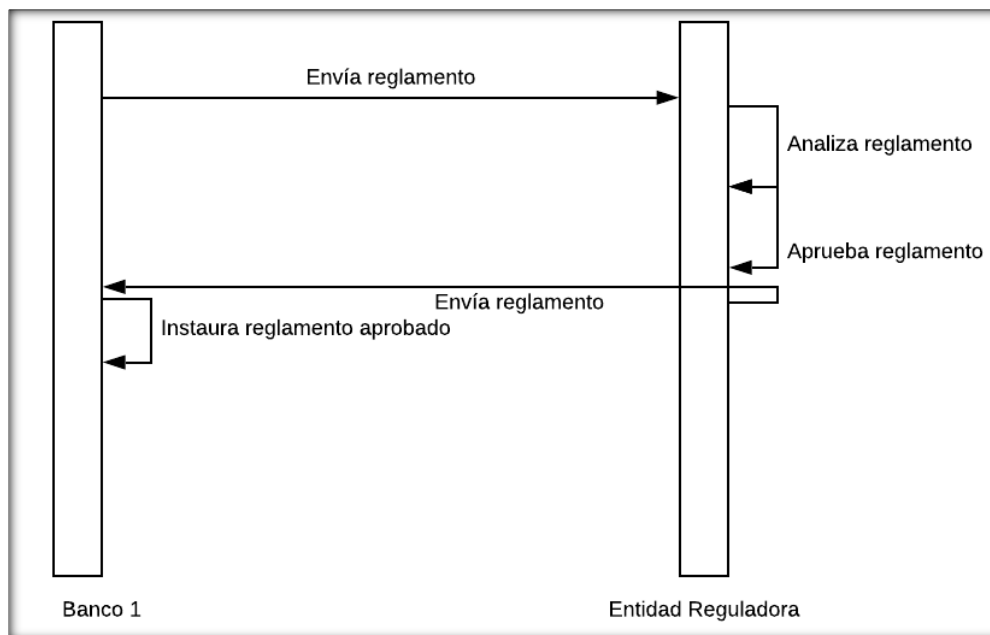 Envía reglamento
Analiza reglamento
Aprueba reglamento
Envía reglamento
Instaura reglamento aprobado
Banco 1
Entidad Reguladora